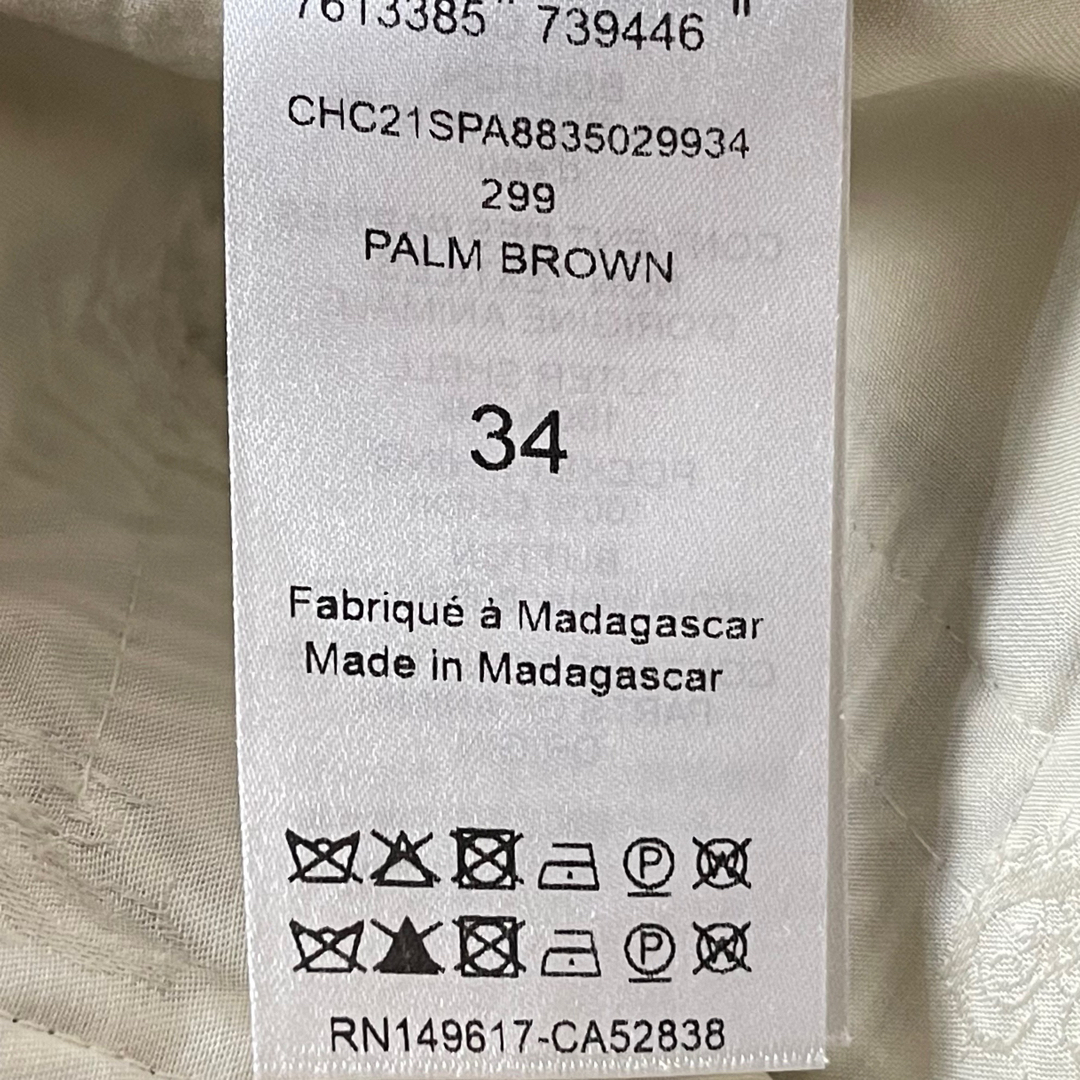 7613385 739446
CHC21SPA8835029934
299
PALM BROWN
34
Fabriqué à Madagascar
Made in Madagascar
P W
P W
RN149617-CA52838